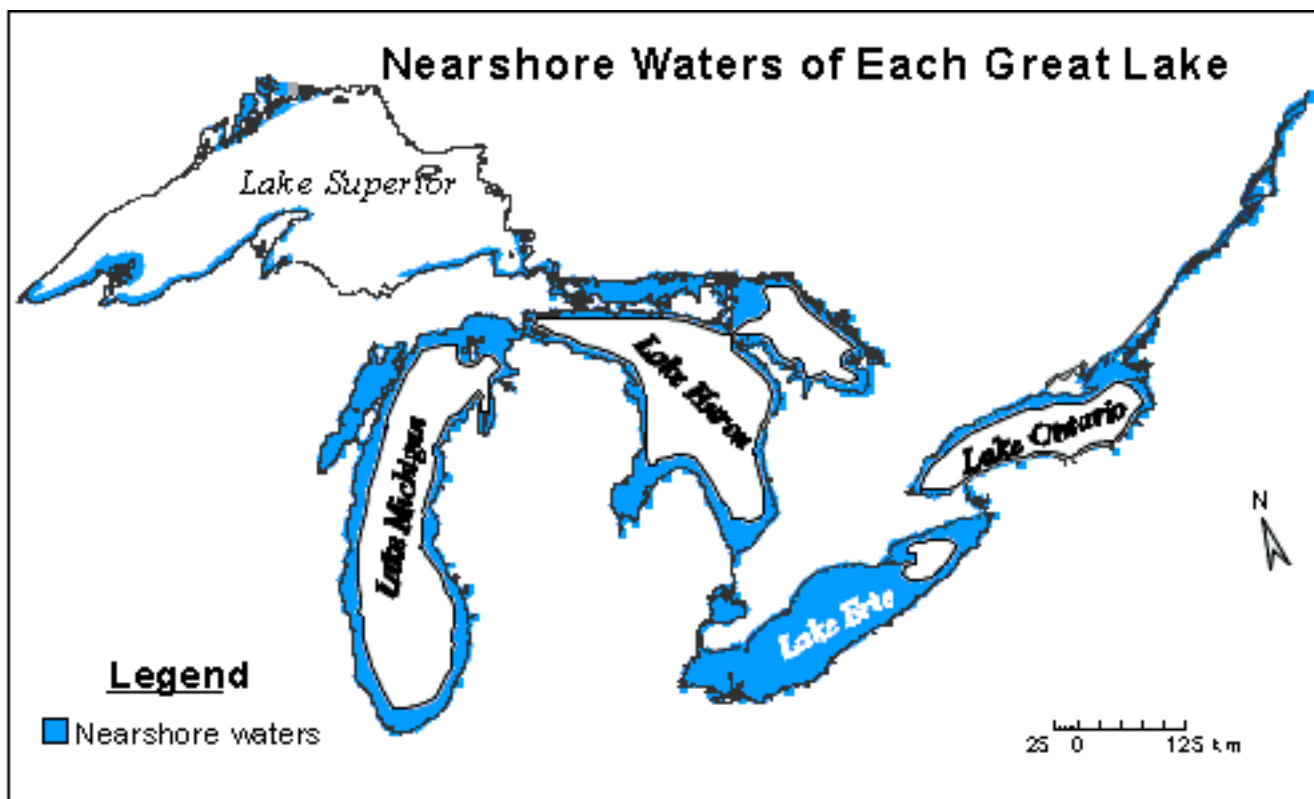 Nearshore Waters of Each Great Lake
Lake Superior
Lake Huron
Lake Michigan
Lake Ontario
N
Lake Erie
Legend
Nearshore waters
25 0 125 km